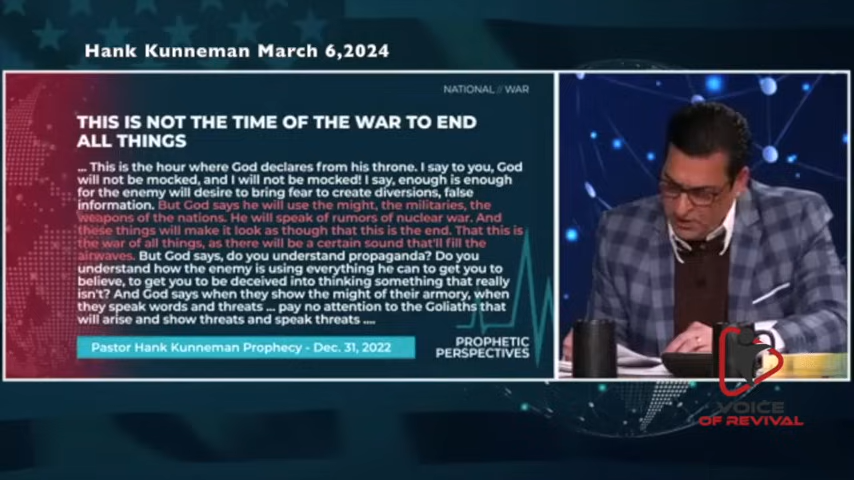 Hank Kunneman March 6,2024
NATIONAL // WAR
THIS IS NOT THE TIME OF THE WAR TO END
ALL THINGS
... This is the hour where God declares from his throne. I say to you, God
will not be mocked, and I will not be mocked! I say, enough is enough
for the enemy will desire to bring fear to create diversions, false
information. But God says he will use the might, the militaries, the
weapons of the nations. He will speak of rumors of nuclear war. And
these things will make it look as though that this is the end. That this is
the war of all things, as there will be a certain sound that'll fill the
airwaves. But God says, do you understand propaganda? Do you
understand how the enemy is using everything he can to get you to
believe, to get you to be deceived into thinking something that really
isn't? And God says when they show the might of their armory, when
they speak words and threats ... pay no attention to the Goliaths that
will arise and show threats and speak threats ....
Pastor Hank Kunneman Prophecy - Dec. 31, 2022
PROPHETIC
PERSPECTIVES
VOICE
OF REVIVAL